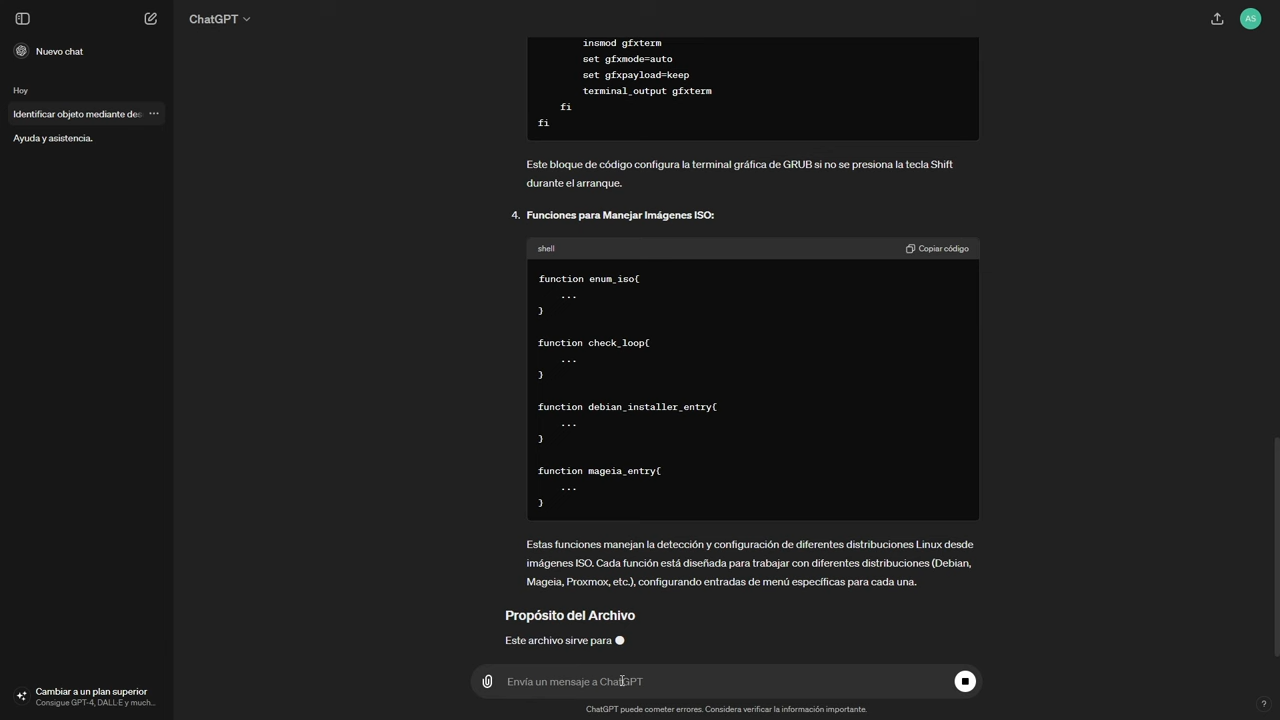 ChatGPT
AS
Nuevo chat
Hoy
Identificar objeto mediante des
Ayuda y asistencia.
insmod gfxterm
set gfxmode=auto
set gfxpayload=keep
terminal_output gfxterm
fi
fi
Este bloque de código configura la terminal gráfica de GRUB si no se presiona la tecla Shift
durante el arranque.
4. Funciones para Manejar Imágenes ISO:
shell
Copiar código
function enum_iso{
...
}
function check_loop{
...
}
function debian_installer_entry{
...
}
function mageia_entry{
...
}
Estas funciones manejan la detección y configuración de diferentes distribuciones Linux desde
imágenes ISO. Cada función está diseñada para trabajar con diferentes distribuciones (Debian,
Mageia, Proxmox, etc.), configurando entradas de menú específicas para cada una.
Propósito del Archivo
Este archivo sirve para
Envía un mensaje a ChatGPT
Cambiar a un plan superior
Consigue GPT-4, DALL·E y much...
ChatGPT puede cometer errores. Considera verificar la información importante.
?